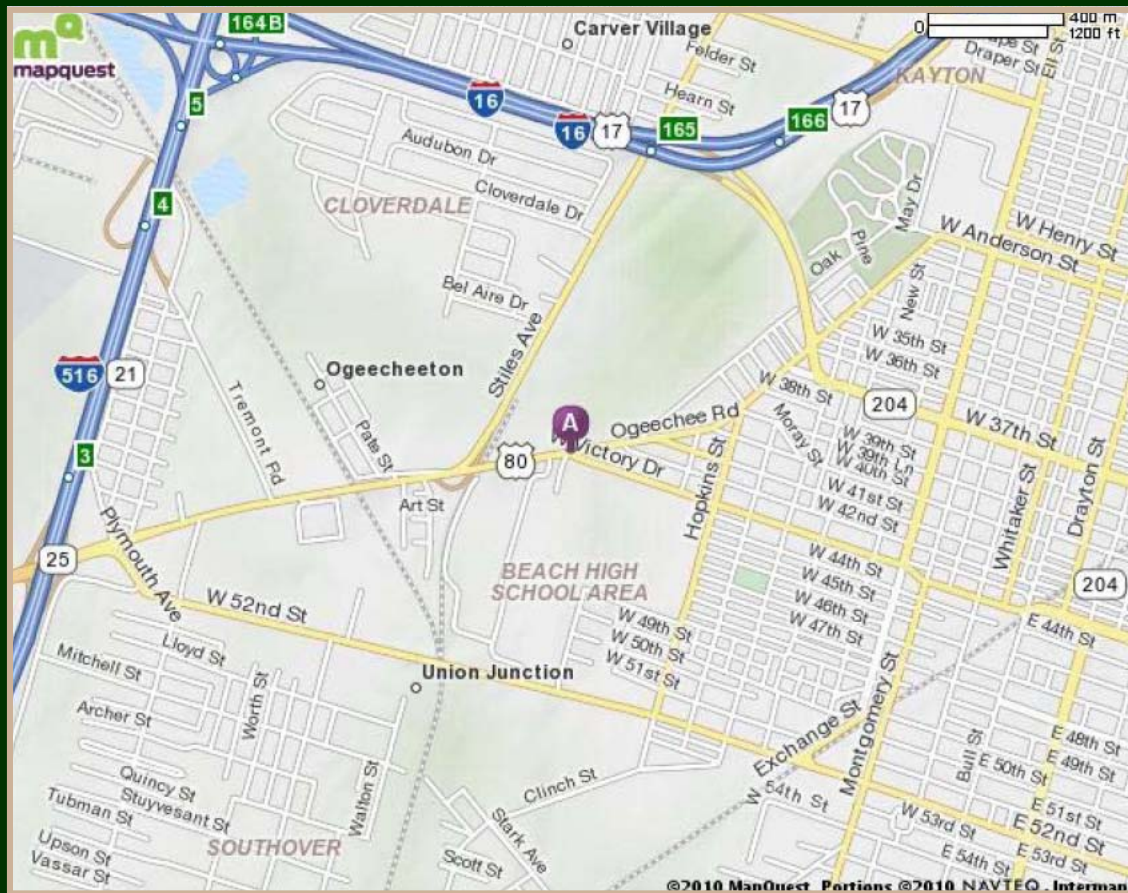 mQ
mapquest
164B
Carver Village
0
400 m
1200 ft
Felder St
Draper St
Ell St
KAYTON
5
16
Hearn St
16
17
165
166
17
Audubon Dr
Cloverdale Dr
CLOVERDALE
4
May Dr
Pine
Oak
W Henry St
W Anderson St
Bel Aire Dr
New St
W 35th St
W 36th St
Stiles Ave
516
21
Ogeecheeton
Tremont Rd
Pate St
W 38th St
204
W 37th St
A
Ogeechee Rd
W Victory Dr
80
Moray St
W 39th St
W 39th Ln
W 40th St
W 41st St
W 42nd St
Hopkins St
Whitaker St
Drayton St
3
Art St
25
Plymouth Ave
W 44th St
W 45th St
W 46th St
W 47th St
204
E 44th St
BEACH HIGH
SCHOOL AREA
W 52nd St
W 49th St
W 50th St
W 51st St
Lloyd St
Mitchell St
Union Junction
Worth St
Archer St
Montgomery St
Exchange St
W 54th St
Bull St
E 48th St
E 49th St
E 50th St
E 51st St
E 52nd St
E 53rd St
E 54th St
W 53rd St
Quincy St
Stuyvesant St
Tubman St
Walton St
Clinch St
Stark Ave
Scott St
SOUTHOVER
Upson St
Vassar St
©2010 MapQuest Portions ©2010 NAVTEQ, Intermap